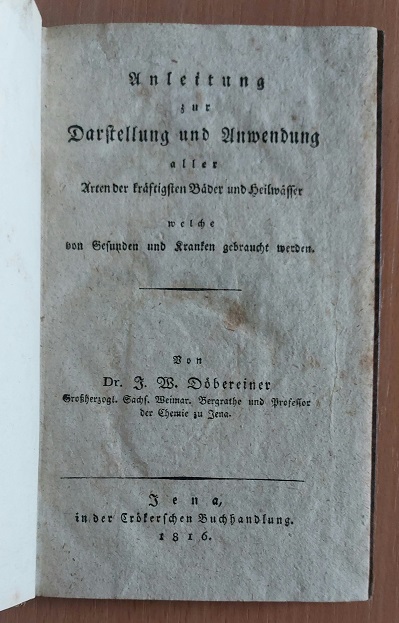 Anleitung
zur
Darstellung und Anwendung
aller
Arten der kräftigsten Bäder und Heilwässer
welche
von Gesunden und Kranken gebraucht werden.
Von
Dr. J. W. Döbereiner
Großherzogl. Sachs. Weimar. Bergrathe und Professor
der Chemie zu Jena.
Jena,
in der Crökerschen Buchhandlung.
1816.